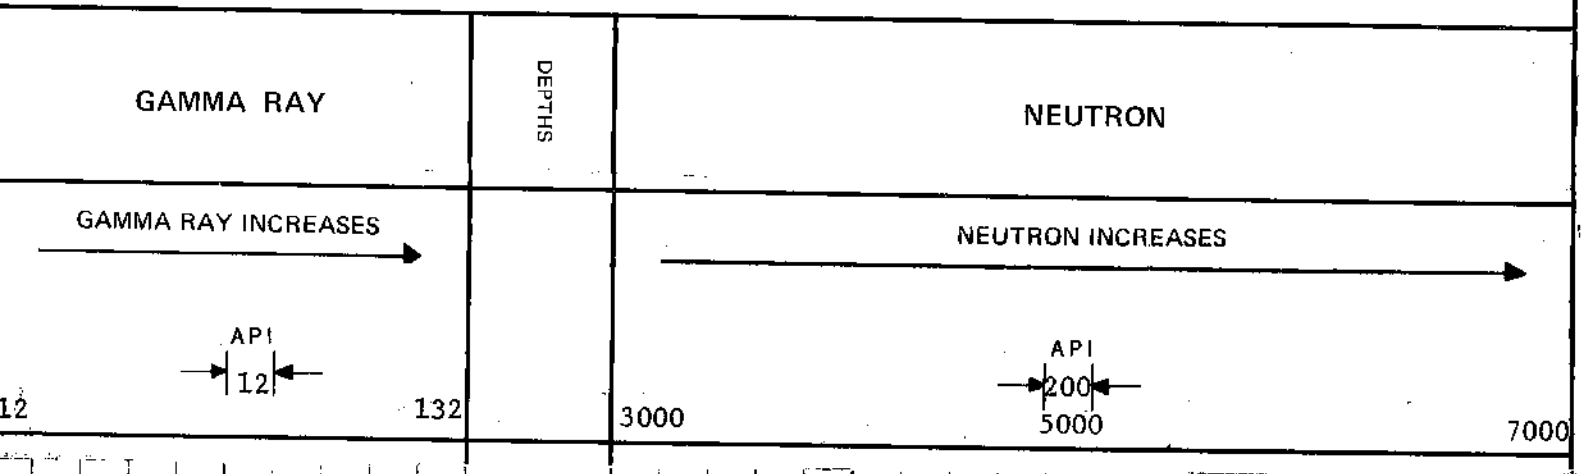 GAMMA RAY
DEPTHS
NEUTRON
GAMMA RAY INCREASES
NEUTRON INCREASES
API
12
API
200
12
132
3000
5000
7000